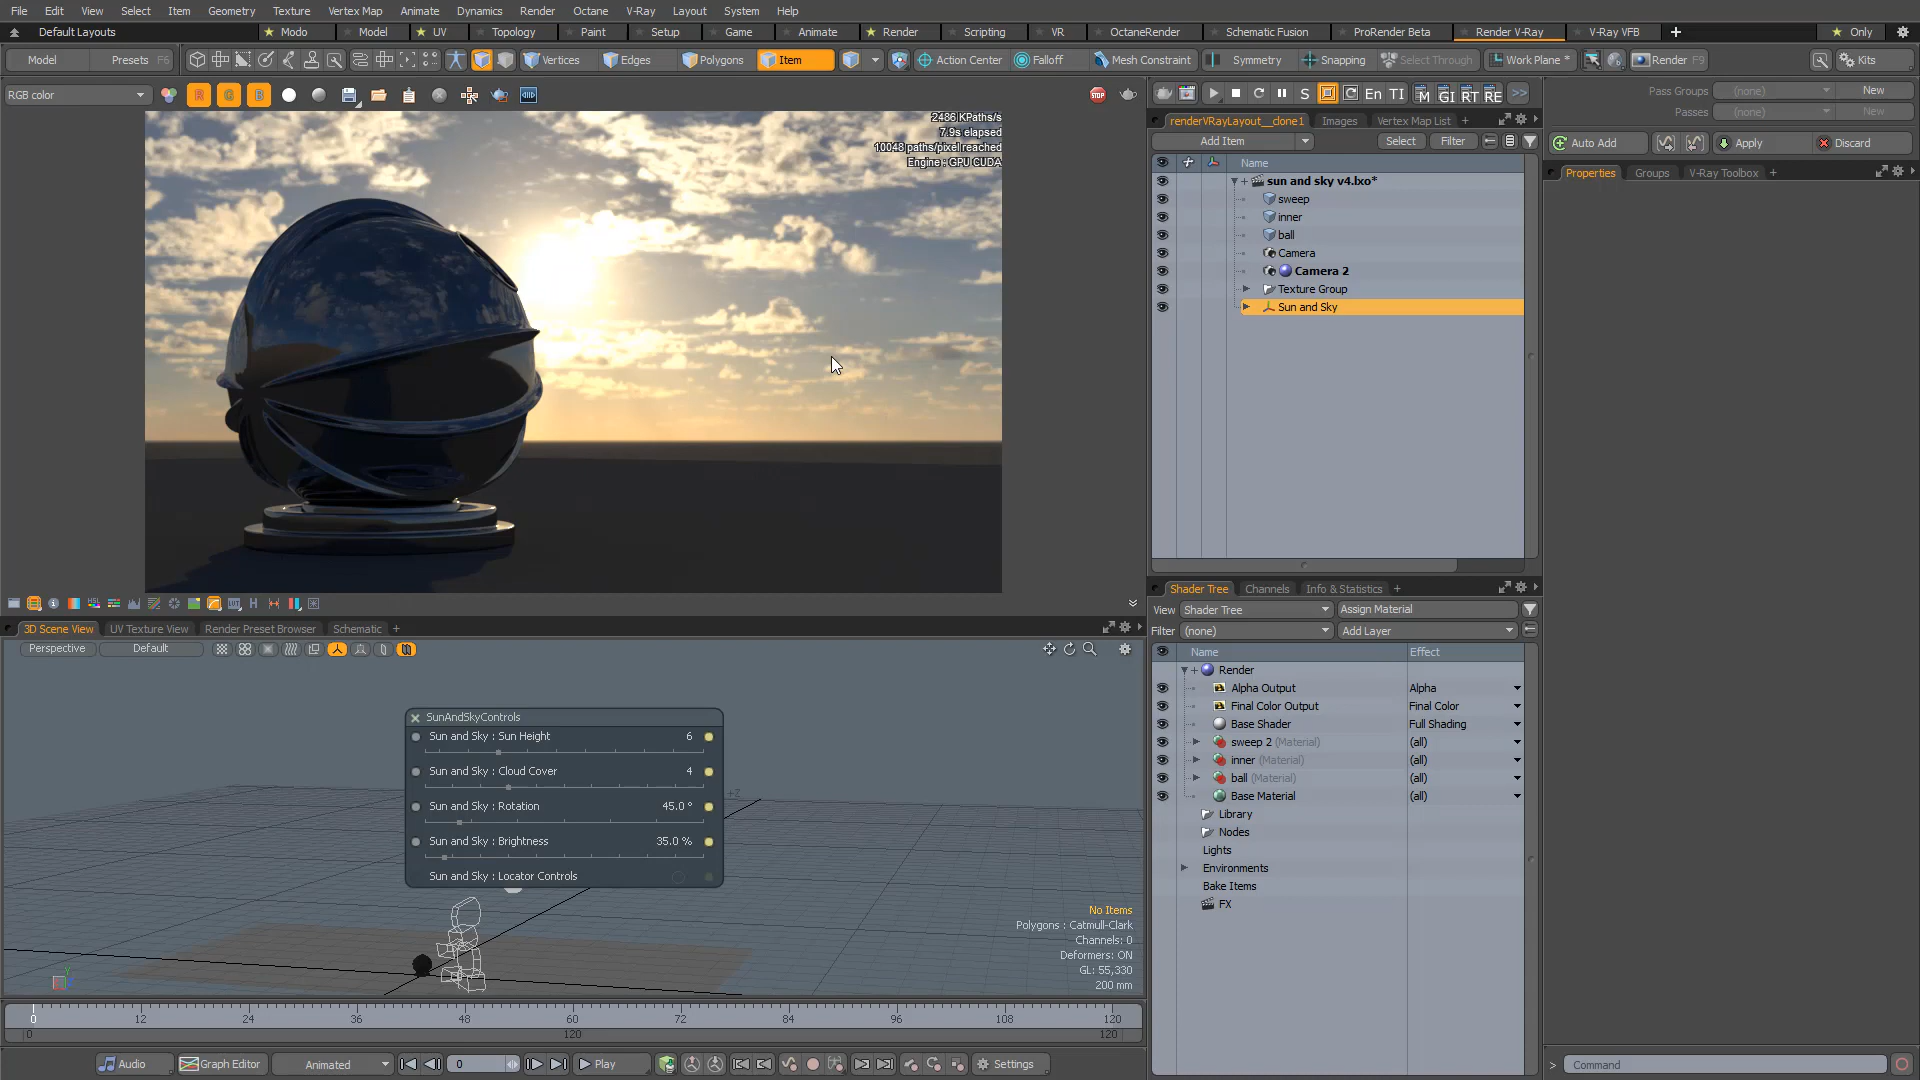 File Edit View Select Item Geometry Texture Vertex Map Animate Dynamics Render Octane V-Ray Layout System Help
Default Layouts Modo Model UV Topology Paint Setup Game Animate Render Scripting VR OctaneRender Schematic Fusion ProRender Beta Render V-Ray V-Ray VFB + Only
Model Presets F6 Vertices Edges Polygons Item Action Center Falloff Mesh Constraint Symmetry Snapping Select Through Work Plane * Render F9 Kits
RGB color R G B STOP S En TI M GI RT RE >> Pass Groups (none) New
Passes (none) New
2486 KPaths/s
7.9s elapsed
10048 paths/pixel reached
Engine - GPU CUDA
renderVRayLayout__clone1 Images Vertex Map List +
Add Item Select Filter Auto Add Apply Discard
Name
Properties Groups V-Ray Toolbox +
sun and sky v4.lxo*
sweep
inner
ball
Camera
Camera 2
Texture Group
Sun and Sky
Shader Tree Channels Info & Statistics +
View Shader Tree Assign Material
Filter (none) Add Layer
Name Effect
Render
Alpha Output Alpha
Final Color Output Final Color
Base Shader Full Shading
sweep 2 (Material) (all)
inner (Material) (all)
ball (Material) (all)
Base Material (all)
Library
Nodes
Lights
Environments
Bake Items
FX
3D Scene View UV Texture View Render Preset Browser Schematic +
Perspective Default
SunAndSkyControls
Sun and Sky : Sun Height 6
Sun and Sky : Cloud Cover 4
Sun and Sky : Rotation 45.0 °
Sun and Sky : Brightness 35.0 %
Sun and Sky : Locator Controls
+Z
No Items
Polygons : Catmull-Clark
Channels: 0
Deformers: ON
GL: 55,330
200 mm
0 12 24 36 48 60 72 84 96 108 120
0 120 120
Audio Graph Editor Animated 0 Play Settings > Command